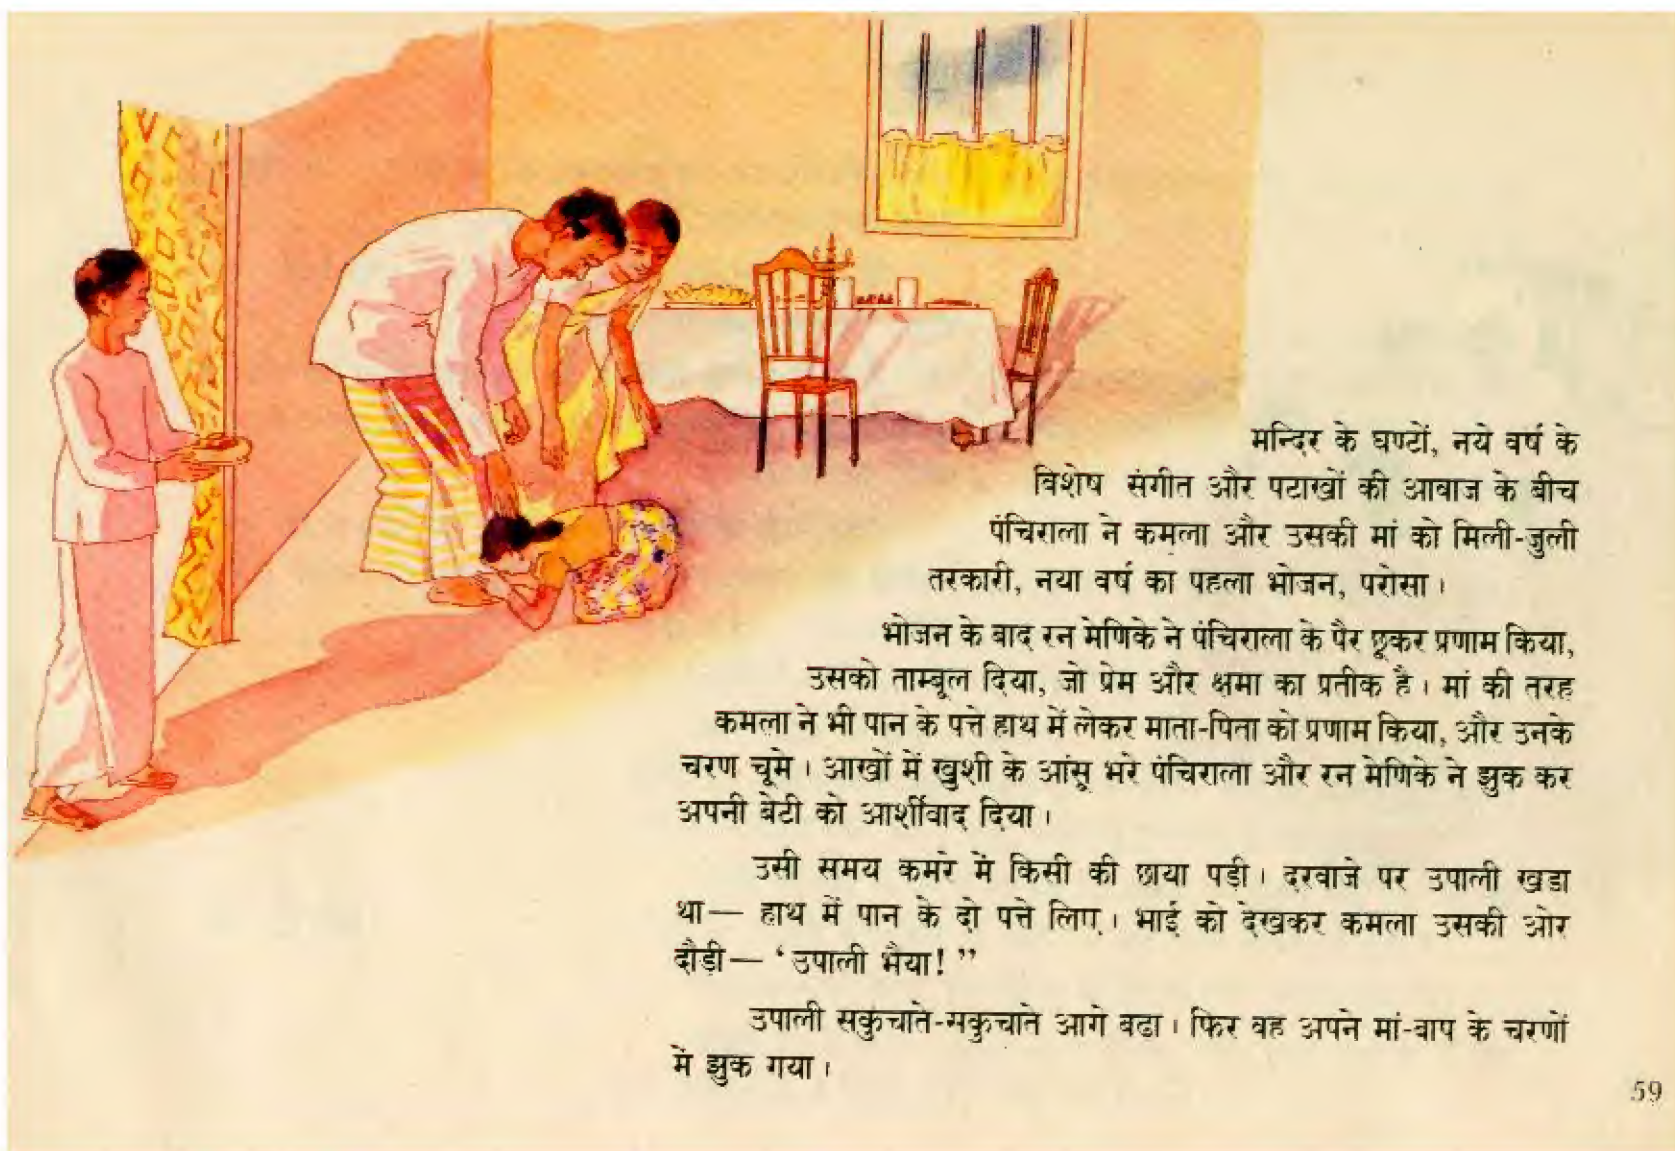 मन्दिर के घण्टों, नये वर्ष के
विशेष संगीत और पटाखों की आवाज के बीच
पंचिराला ने कमला और उसकी मां को मिली-जुली
तरकारी, नया वर्ष का पहला भोजन, परोसा।
भोजन के बाद रन मेणिके ने पंचिराला के पैर छूकर प्रणाम किया,
उसको ताम्बूल दिया, जो प्रेम और क्षमा का प्रतीक है। मां की तरह
कमला ने भी पान के पत्ते हाथ में लेकर माता-पिता को प्रणाम किया, और उनके
चरण चूमे। आखों में खुशी के आंसू भरे पंचिराला और रन मेणिके ने झुक कर
अपनी बेटी को आर्शीवाद दिया।
उसी समय कमरे में किसी की छाया पड़ी। दरवाजे पर उपाली खडा
था— हाथ में पान के दो पत्ते लिए। भाई को देखकर कमला उसकी ओर
दौड़ी— ‘उपाली भैया!”
उपाली सकुचाते-सकुचाते आगे बढा। फिर वह अपने मां-बाप के चरणों
में झुक गया।
59